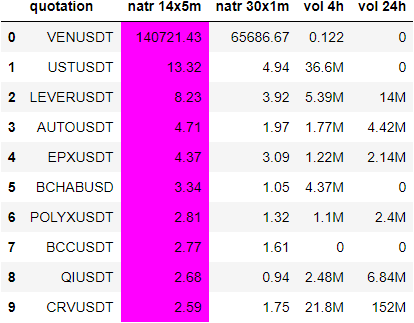 quotation natr 14x5m natr 30x1m vol 4h vol 24h
0 VENUSDT 140721.43 65686.67 0.122 0
1 USTUSDT 13.32 4.94 36.6M 0
2 LEVERUSDT 8.23 3.92 5.39M 14M
3 AUTOUSDT 4.71 1.97 1.77M 4.42M
4 EPXUSDT 4.37 3.09 1.22M 2.14M
5 BCHABUSD 3.34 1.05 4.37M 0
6 POLYXUSDT 2.81 1.32 1.1M 2.4M
7 BCCUSDT 2.77 1.61 0 0
8 QIUSDT 2.68 0.94 2.48M 6.84M
9 CRVUSDT 2.59 1.75 21.8M 152M